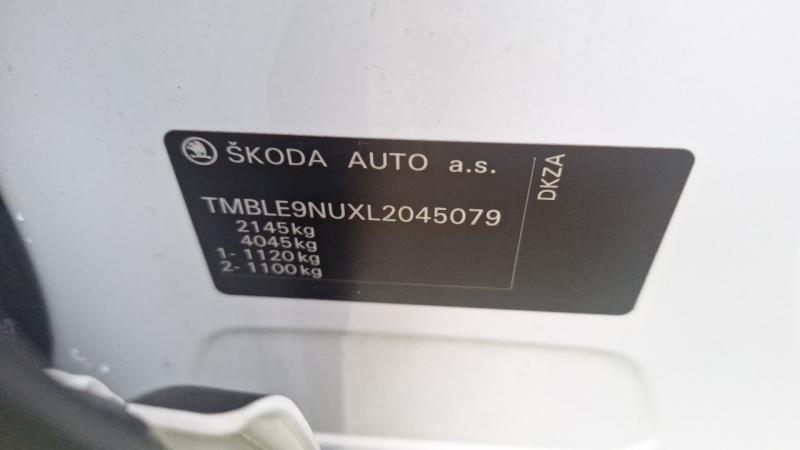 ŠKODA AUTO a.s.
TMBLE9NUXL2045079
2145kg
4045kg
1- 1120kg
2- 1100kg
DKZA